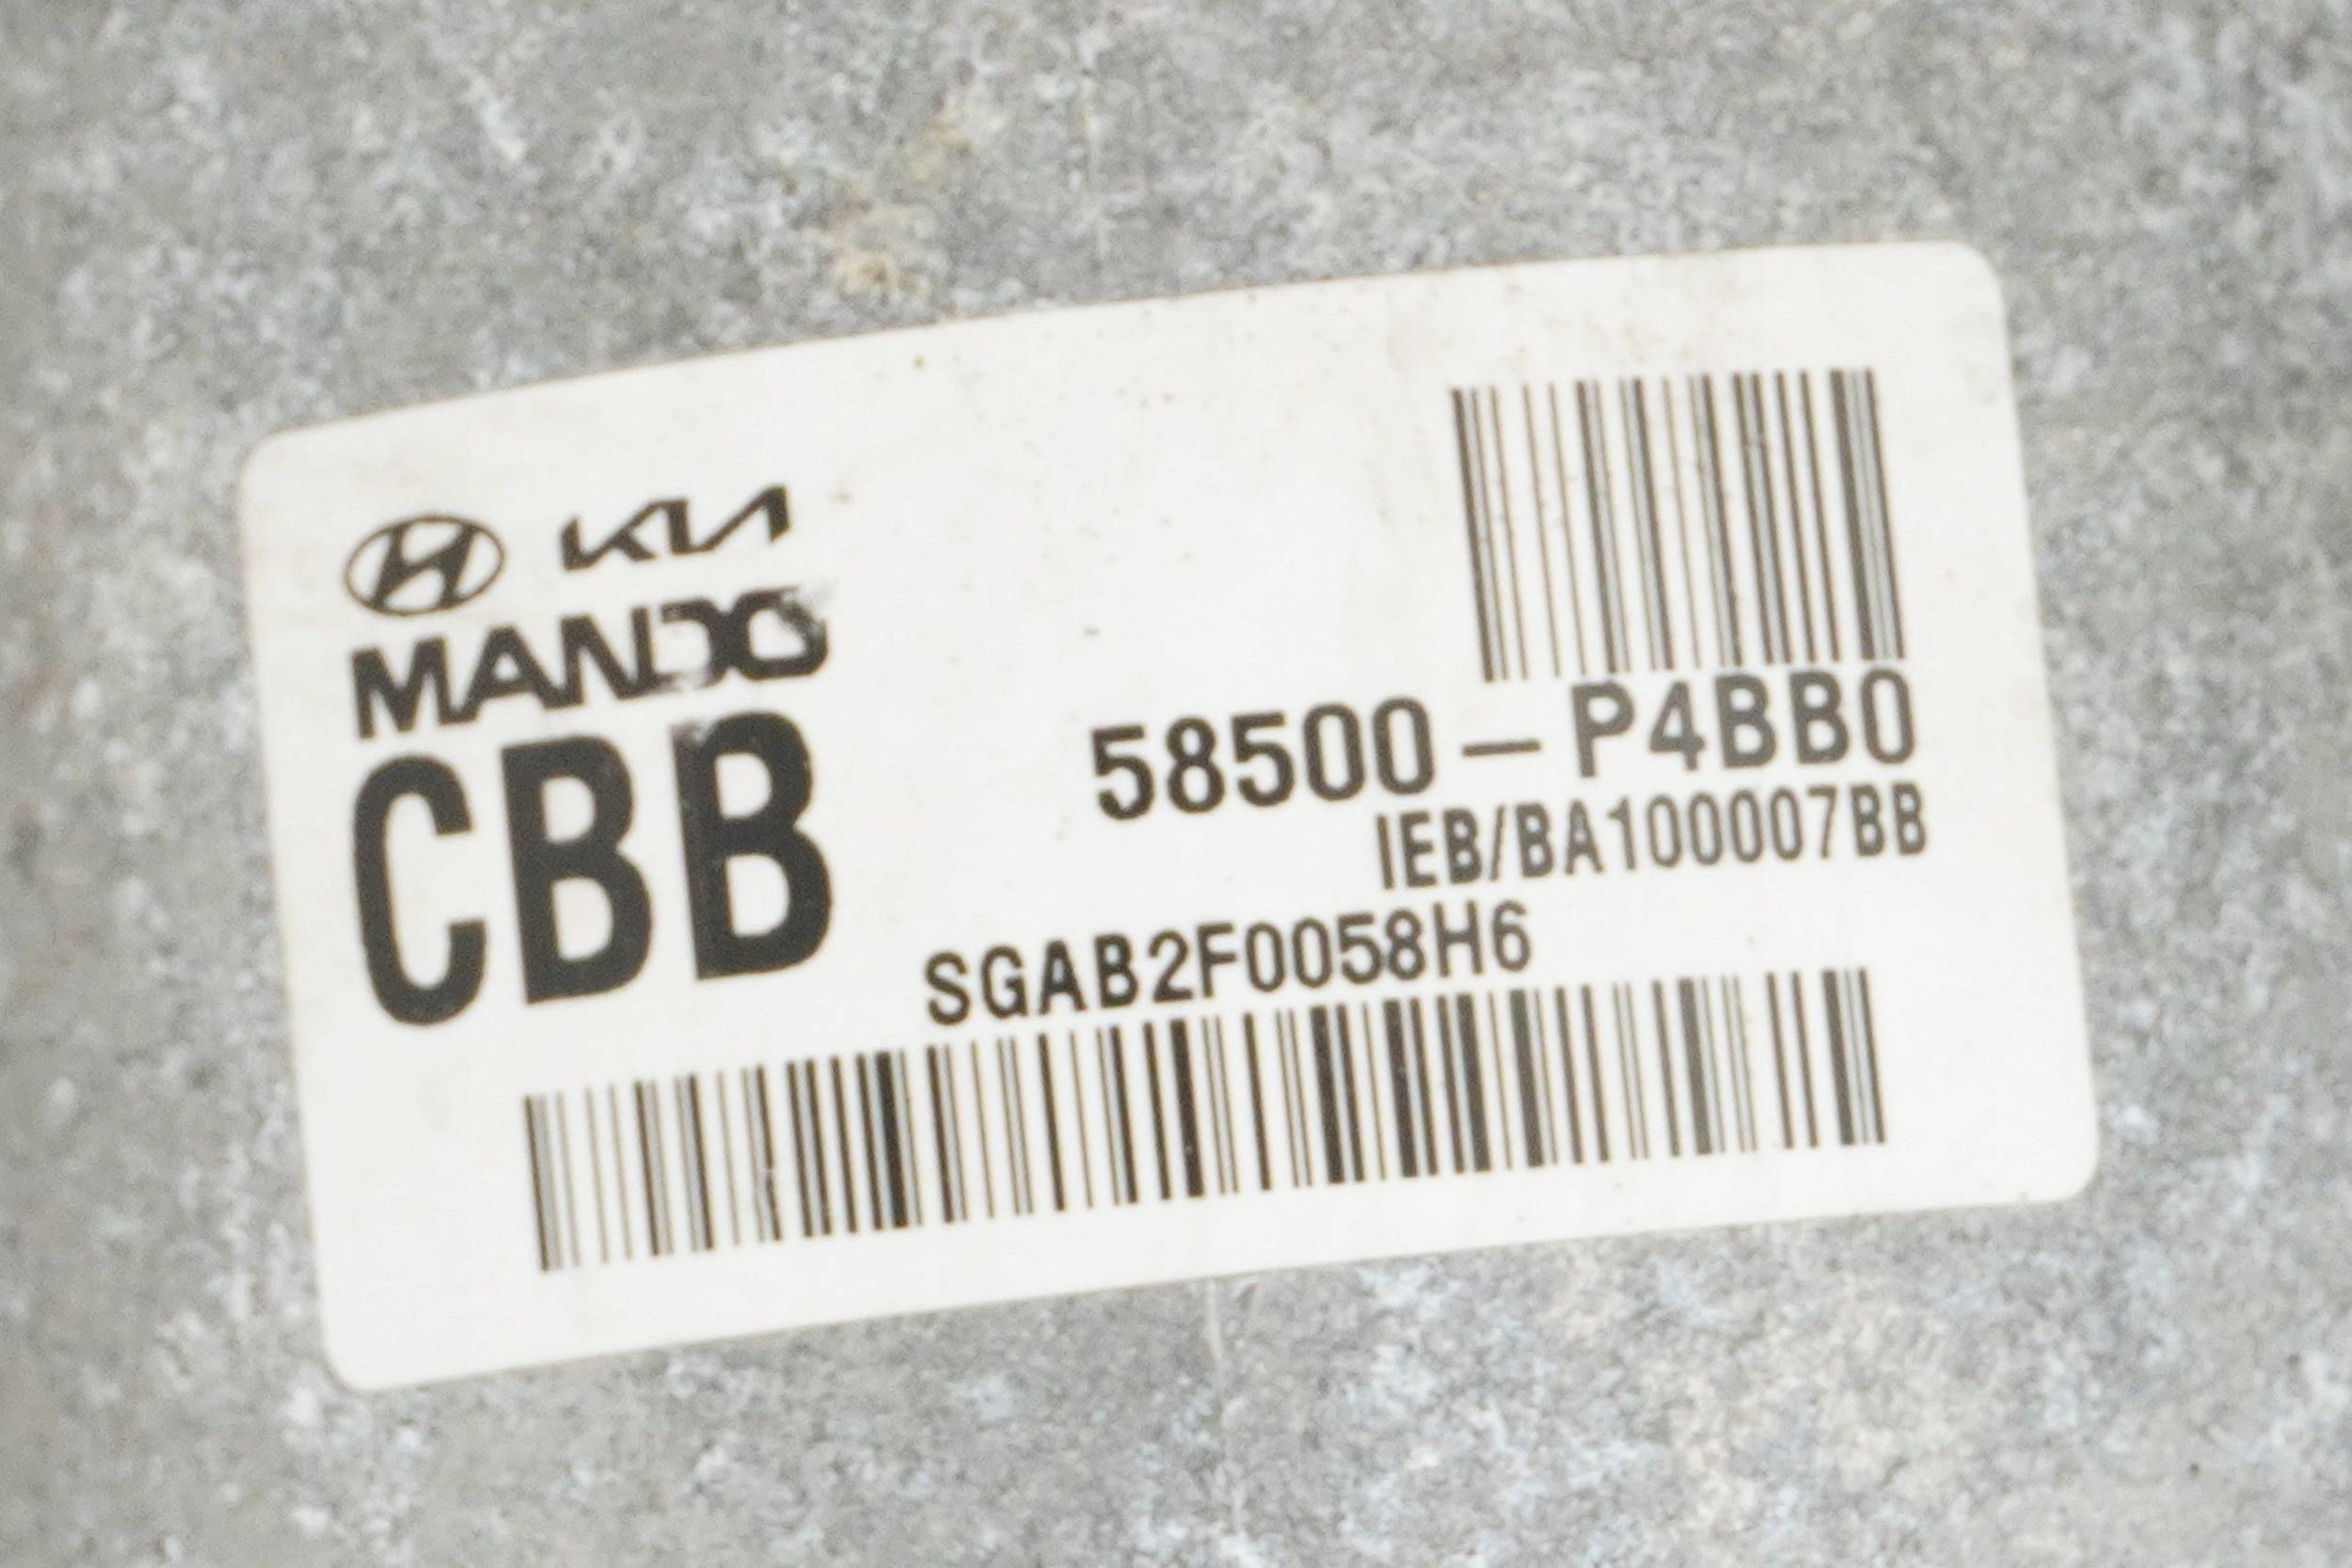 KIA
MANDO
CBB
58500-P4BB0
IEB/BA100007BB
SGAB2F0058H6